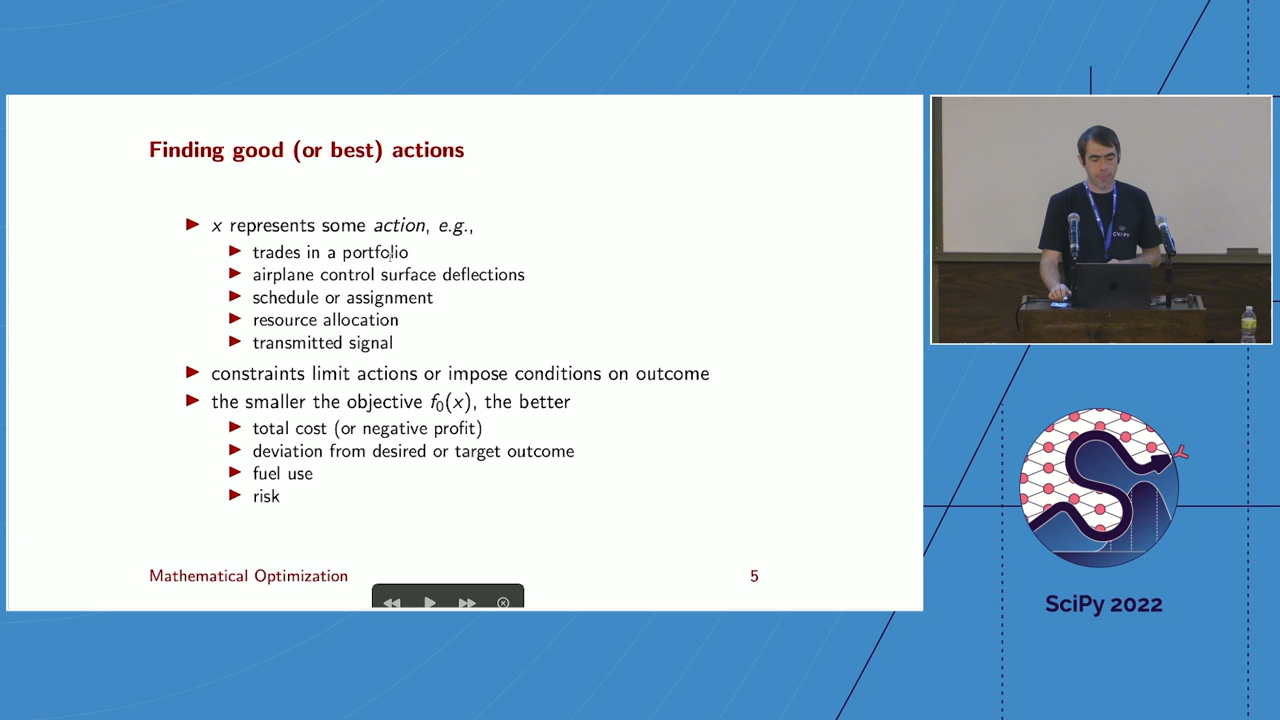 Finding good (or best) actions
x represents some action, e.g.,
trades in a portfolio
airplane control surface deflections
schedule or assignment
resource allocation
transmitted signal
constraints limit actions or impose conditions on outcome
the smaller the objective f₀(x), the better
total cost (or negative profit)
deviation from desired or target outcome
fuel use
risk
Mathematical Optimization
5
CVXPY
SciPy 2022